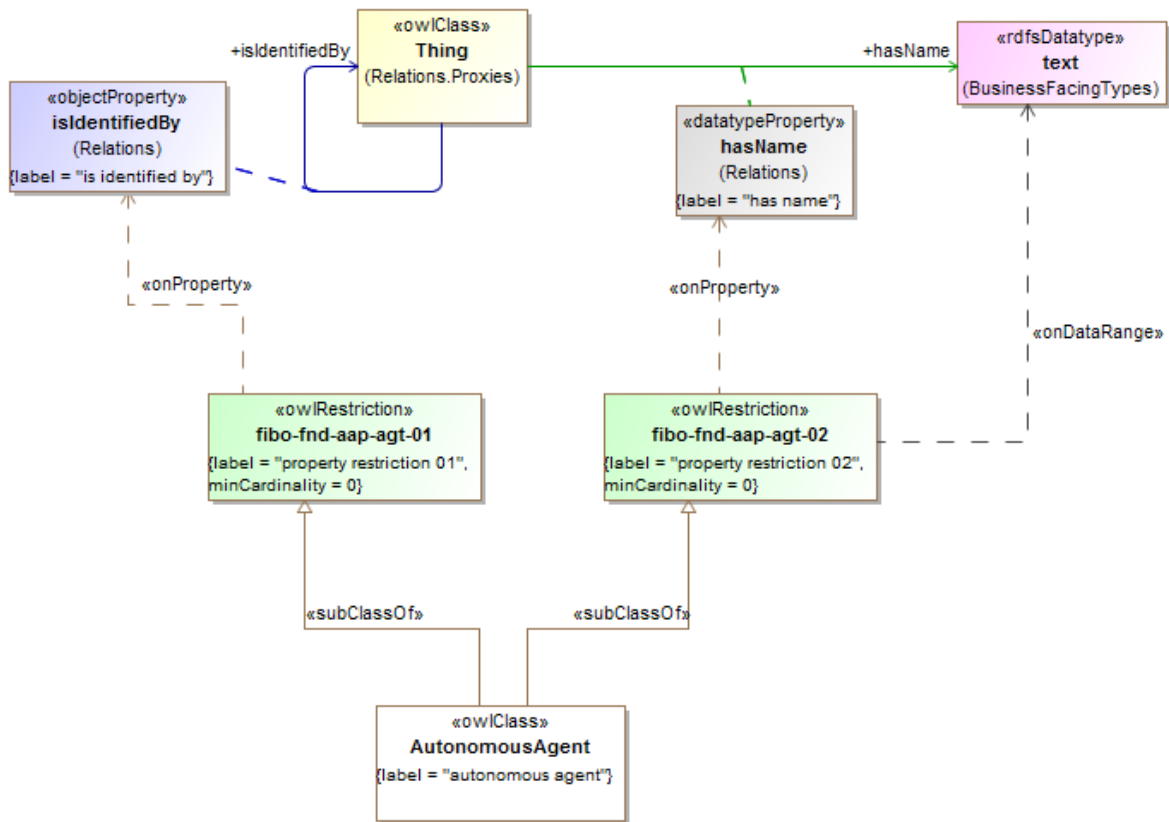 «owlClass»
Thing
(Relations.Proxies)
+isIdentifiedBy
+hasName
«rdfsDatatype»
text
(BusinessFacingTypes)
«objectProperty»
isIdentifiedBy
(Relations)
{label = "is identified by"}
«datatypeProperty»
hasName
(Relations)
{label = "has name"}
«onProperty»
«onProperty»
«onDataRange»
«owlRestriction»
fibo-fnd-aap-agt-01
{label = "property restriction 01",
minCardinality = 0}
«owlRestriction»
fibo-fnd-aap-agt-02
{label = "property restriction 02",
minCardinality = 0}
«subClassOf»
«subClassOf»
«owlClass»
AutonomousAgent
{label = "autonomous agent"}